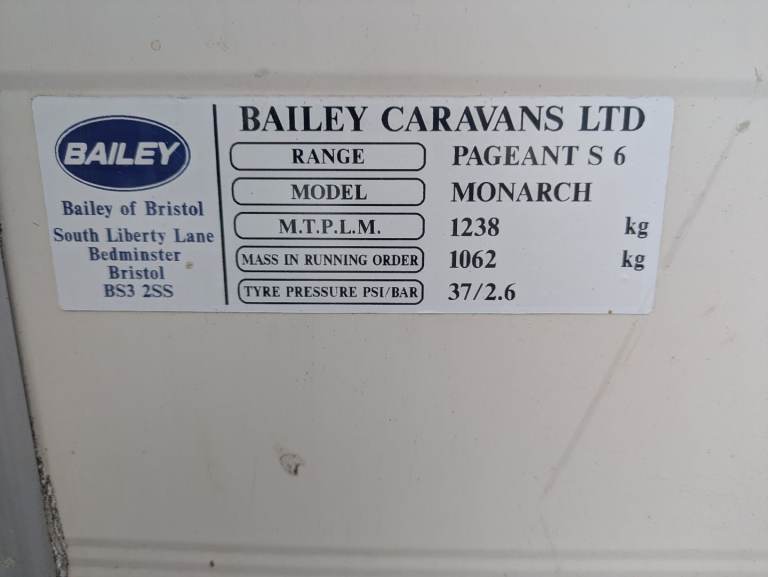 BAILEY
Bailey of Bristol
South Liberty Lane
Bedminster
Bristol
BS3 2SS
BAILEY CARAVANS LTD
RANGE PAGEANT S 6
MODEL MONARCH
M.T.P.L.M. 1238 kg
MASS IN RUNNING ORDER 1062 kg
TYRE PRESSURE PSI/BAR 37/2.6